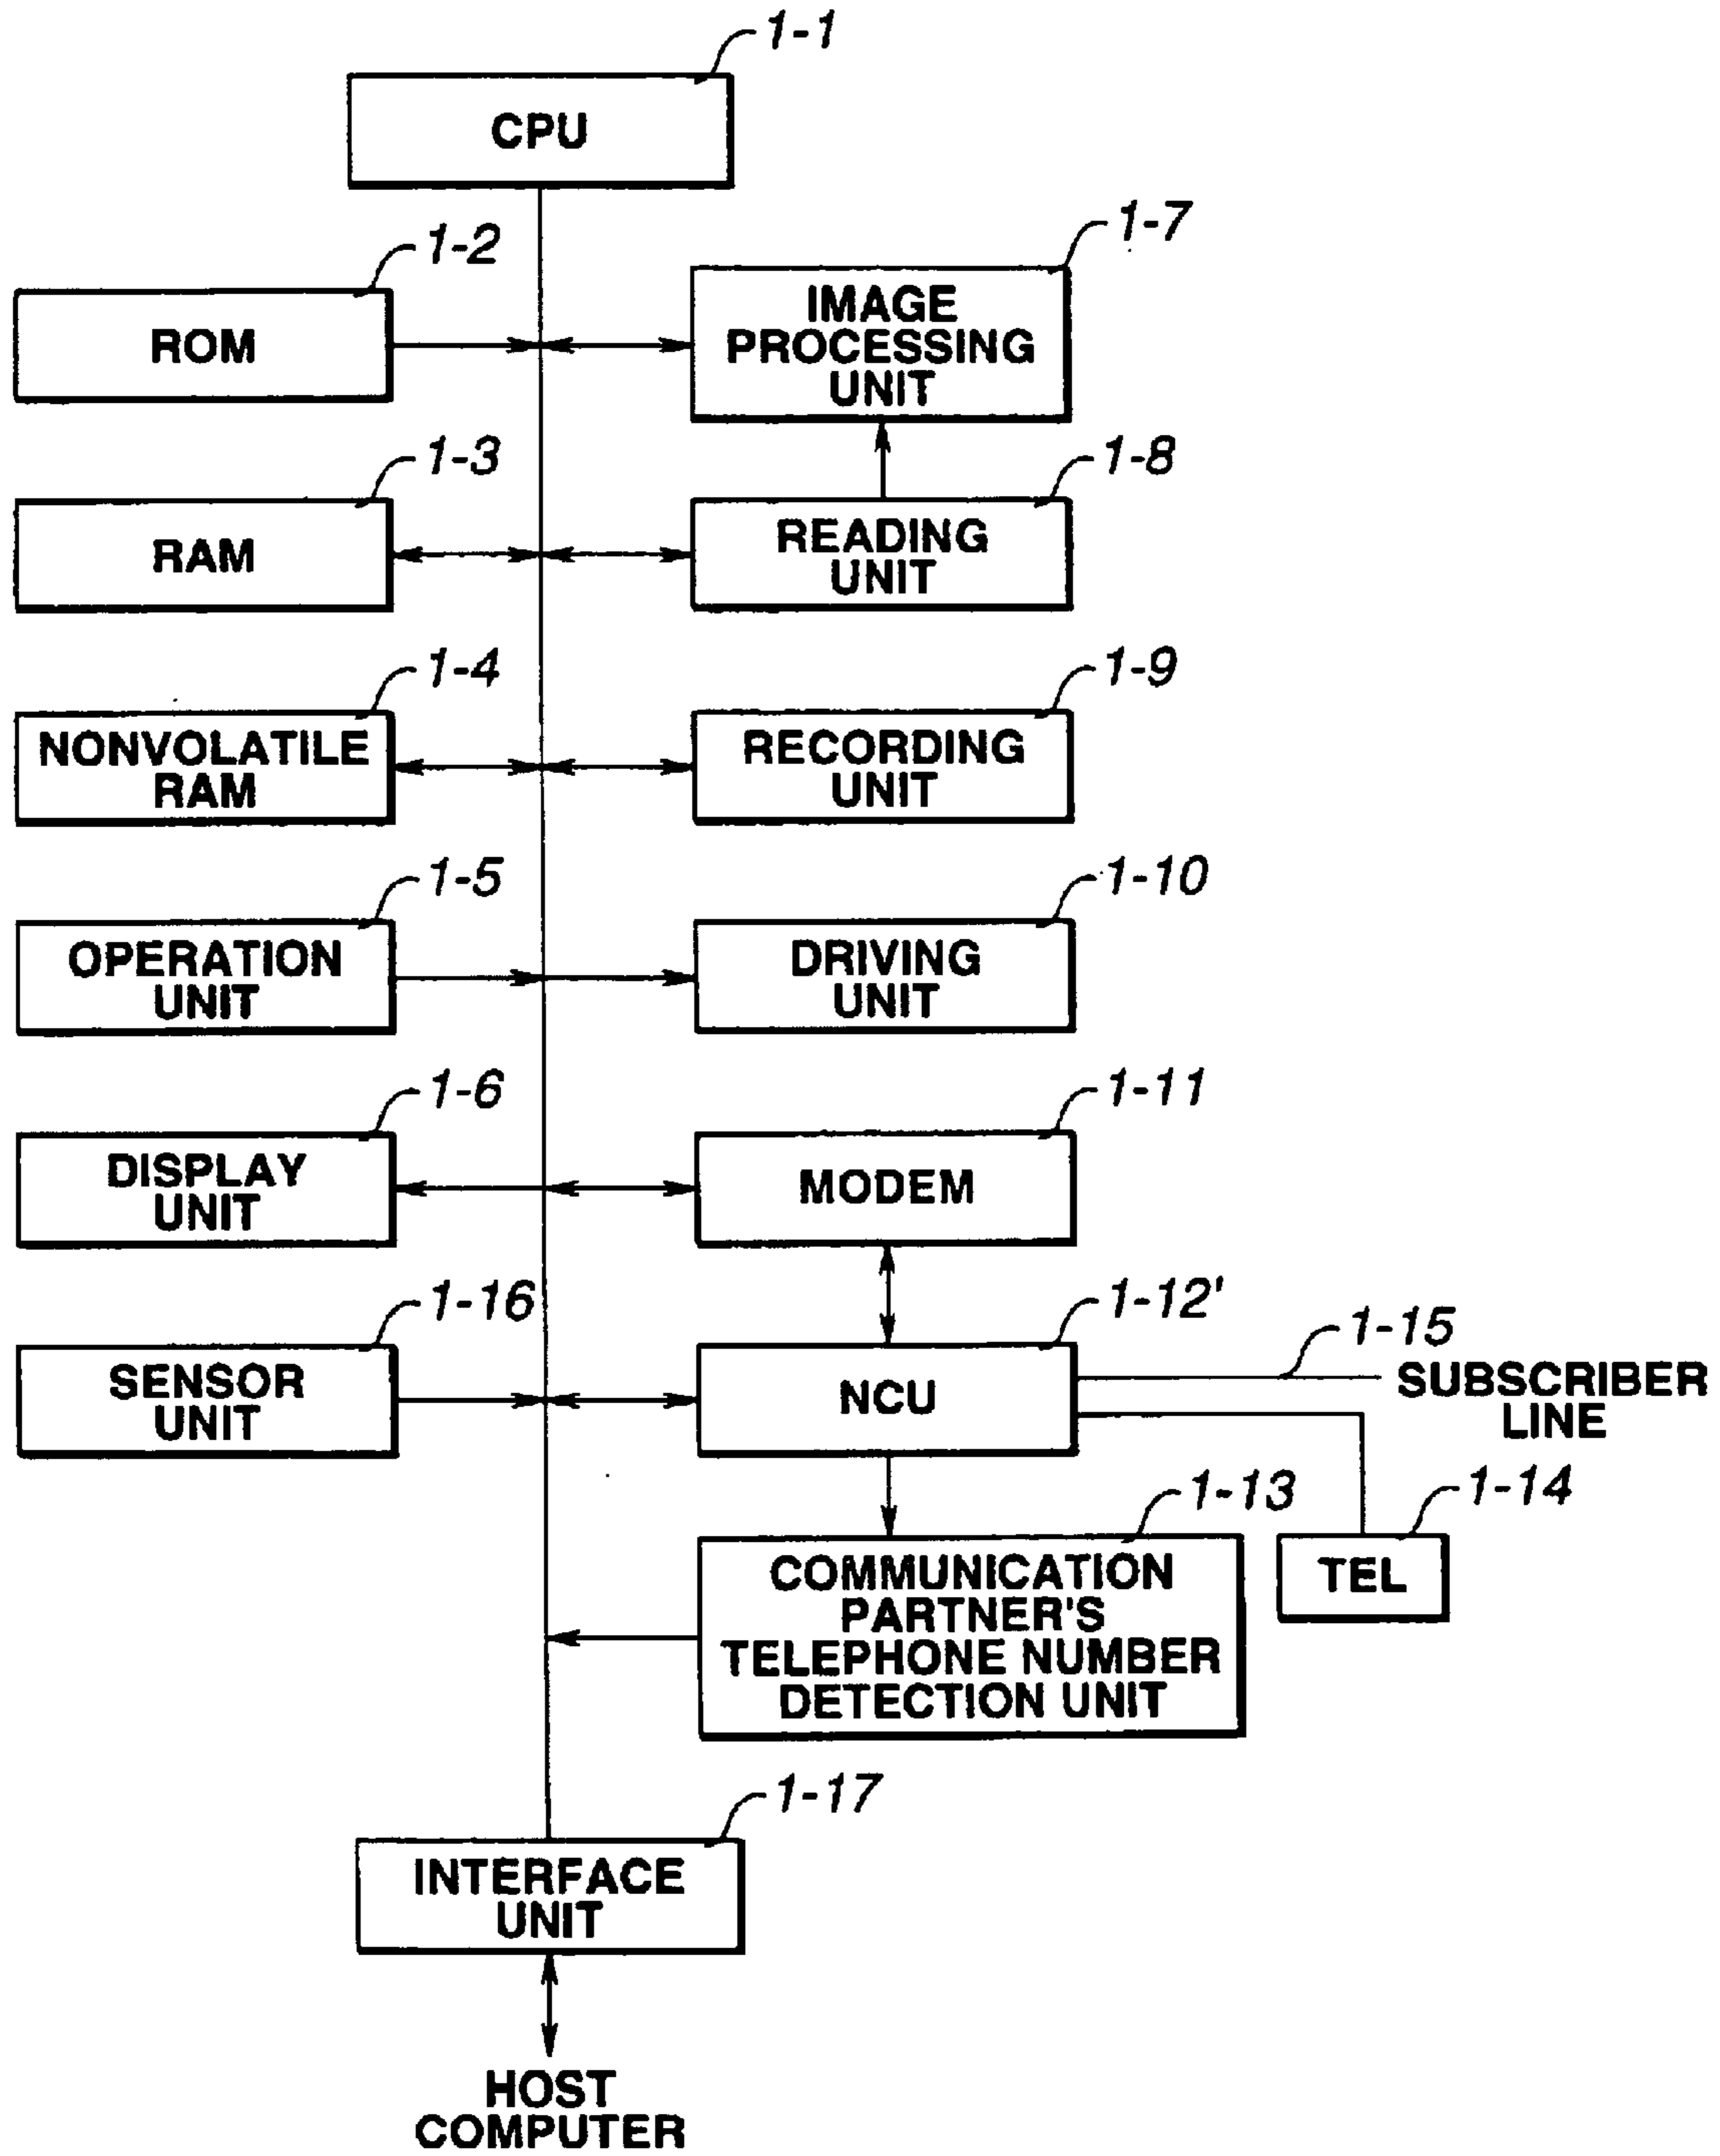 1-1
CPU
1-2
ROM
1-7
IMAGE
PROCESSING
UNIT
1-3
RAM
1-8
READING
UNIT
1-4
NONVOLATILE
RAM
1-9
RECORDING
UNIT
1-5
OPERATION
UNIT
1-10
DRIVING
UNIT
1-6
DISPLAY
UNIT
1-11
MODEM
1-16
SENSOR
UNIT
1-12'
NCU
1-15
SUBSCRIBER
LINE
1-13
COMMUNICATION
PARTNER'S
TELEPHONE NUMBER
DETECTION UNIT
1-14
TEL
1-17
INTERFACE
UNIT
HOST
COMPUTER